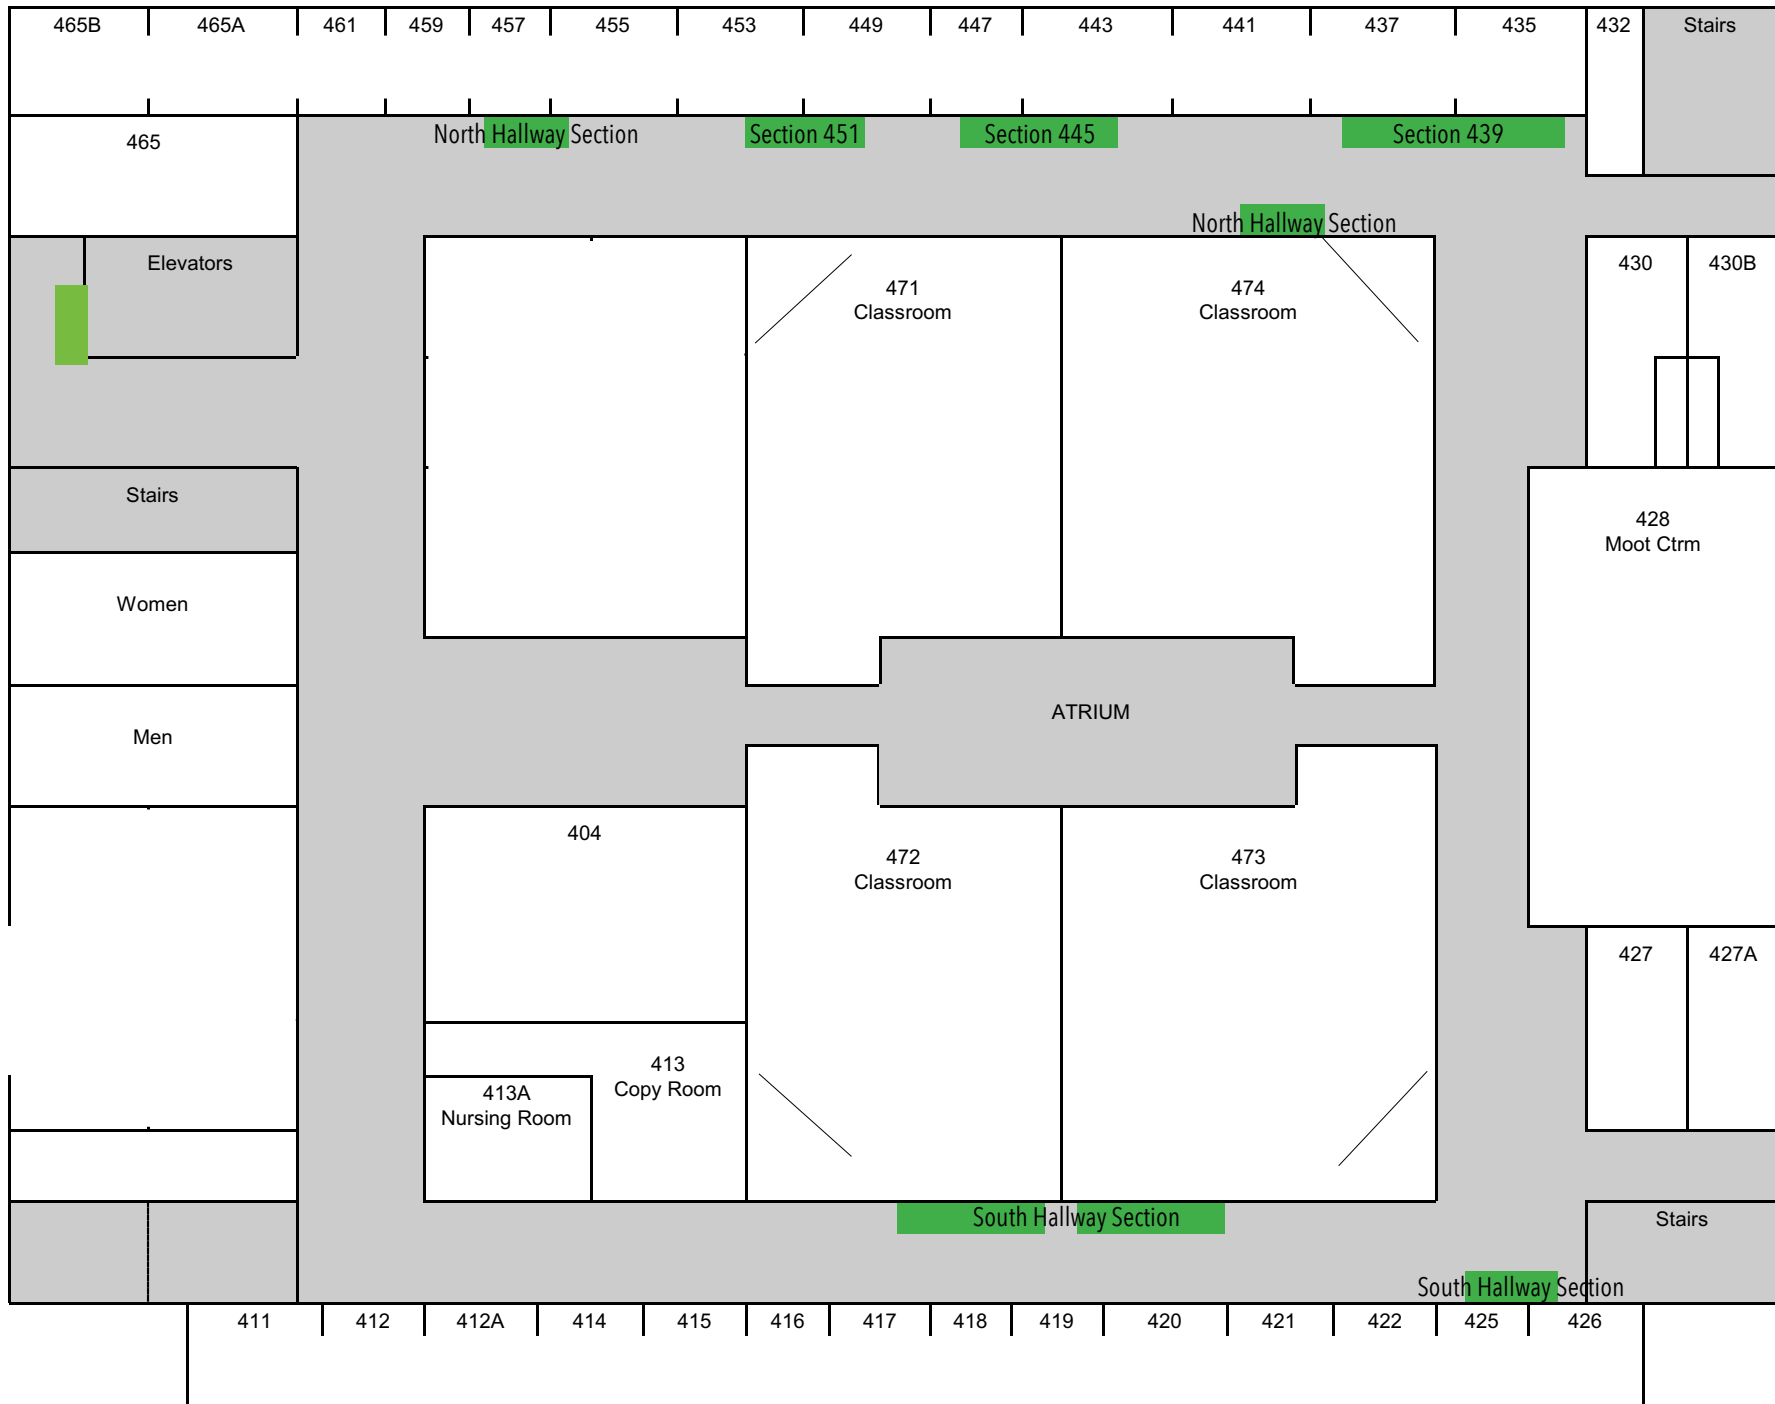 465B 465A 461 459 457 455 453 449 447 443 441 437 435 432 Stairs
North Hallway Section Section 451 Section 445 Section 439
465
North Hallway Section
Elevators 430 430B
471 474
Classroom Classroom
Stairs
428
Moot Ctrm
Women
ATRIUM
Men
404
472 473
Classroom Classroom
427 427A
413
Copy Room
413A
Nursing Room
South Hallway Section Stairs
South Hallway Section
411 412 412A 414 415 416 417 418 419 420 421 422 425 426